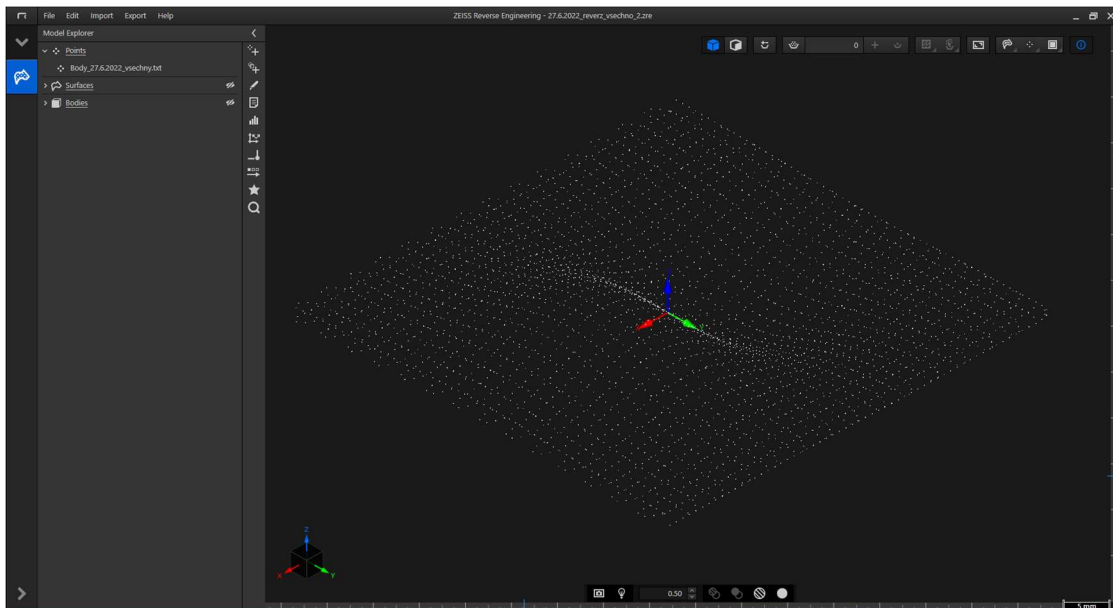 File Edit Import Export Help
ZEISS Reverse Engineering - 27.6.2022_reverz_vsechno_2.zre
Model Explorer
Points
Body_27.6.2022_vsechny.txt
Surfaces
Bodies
0
Z
X
Y
0.50
5 mm